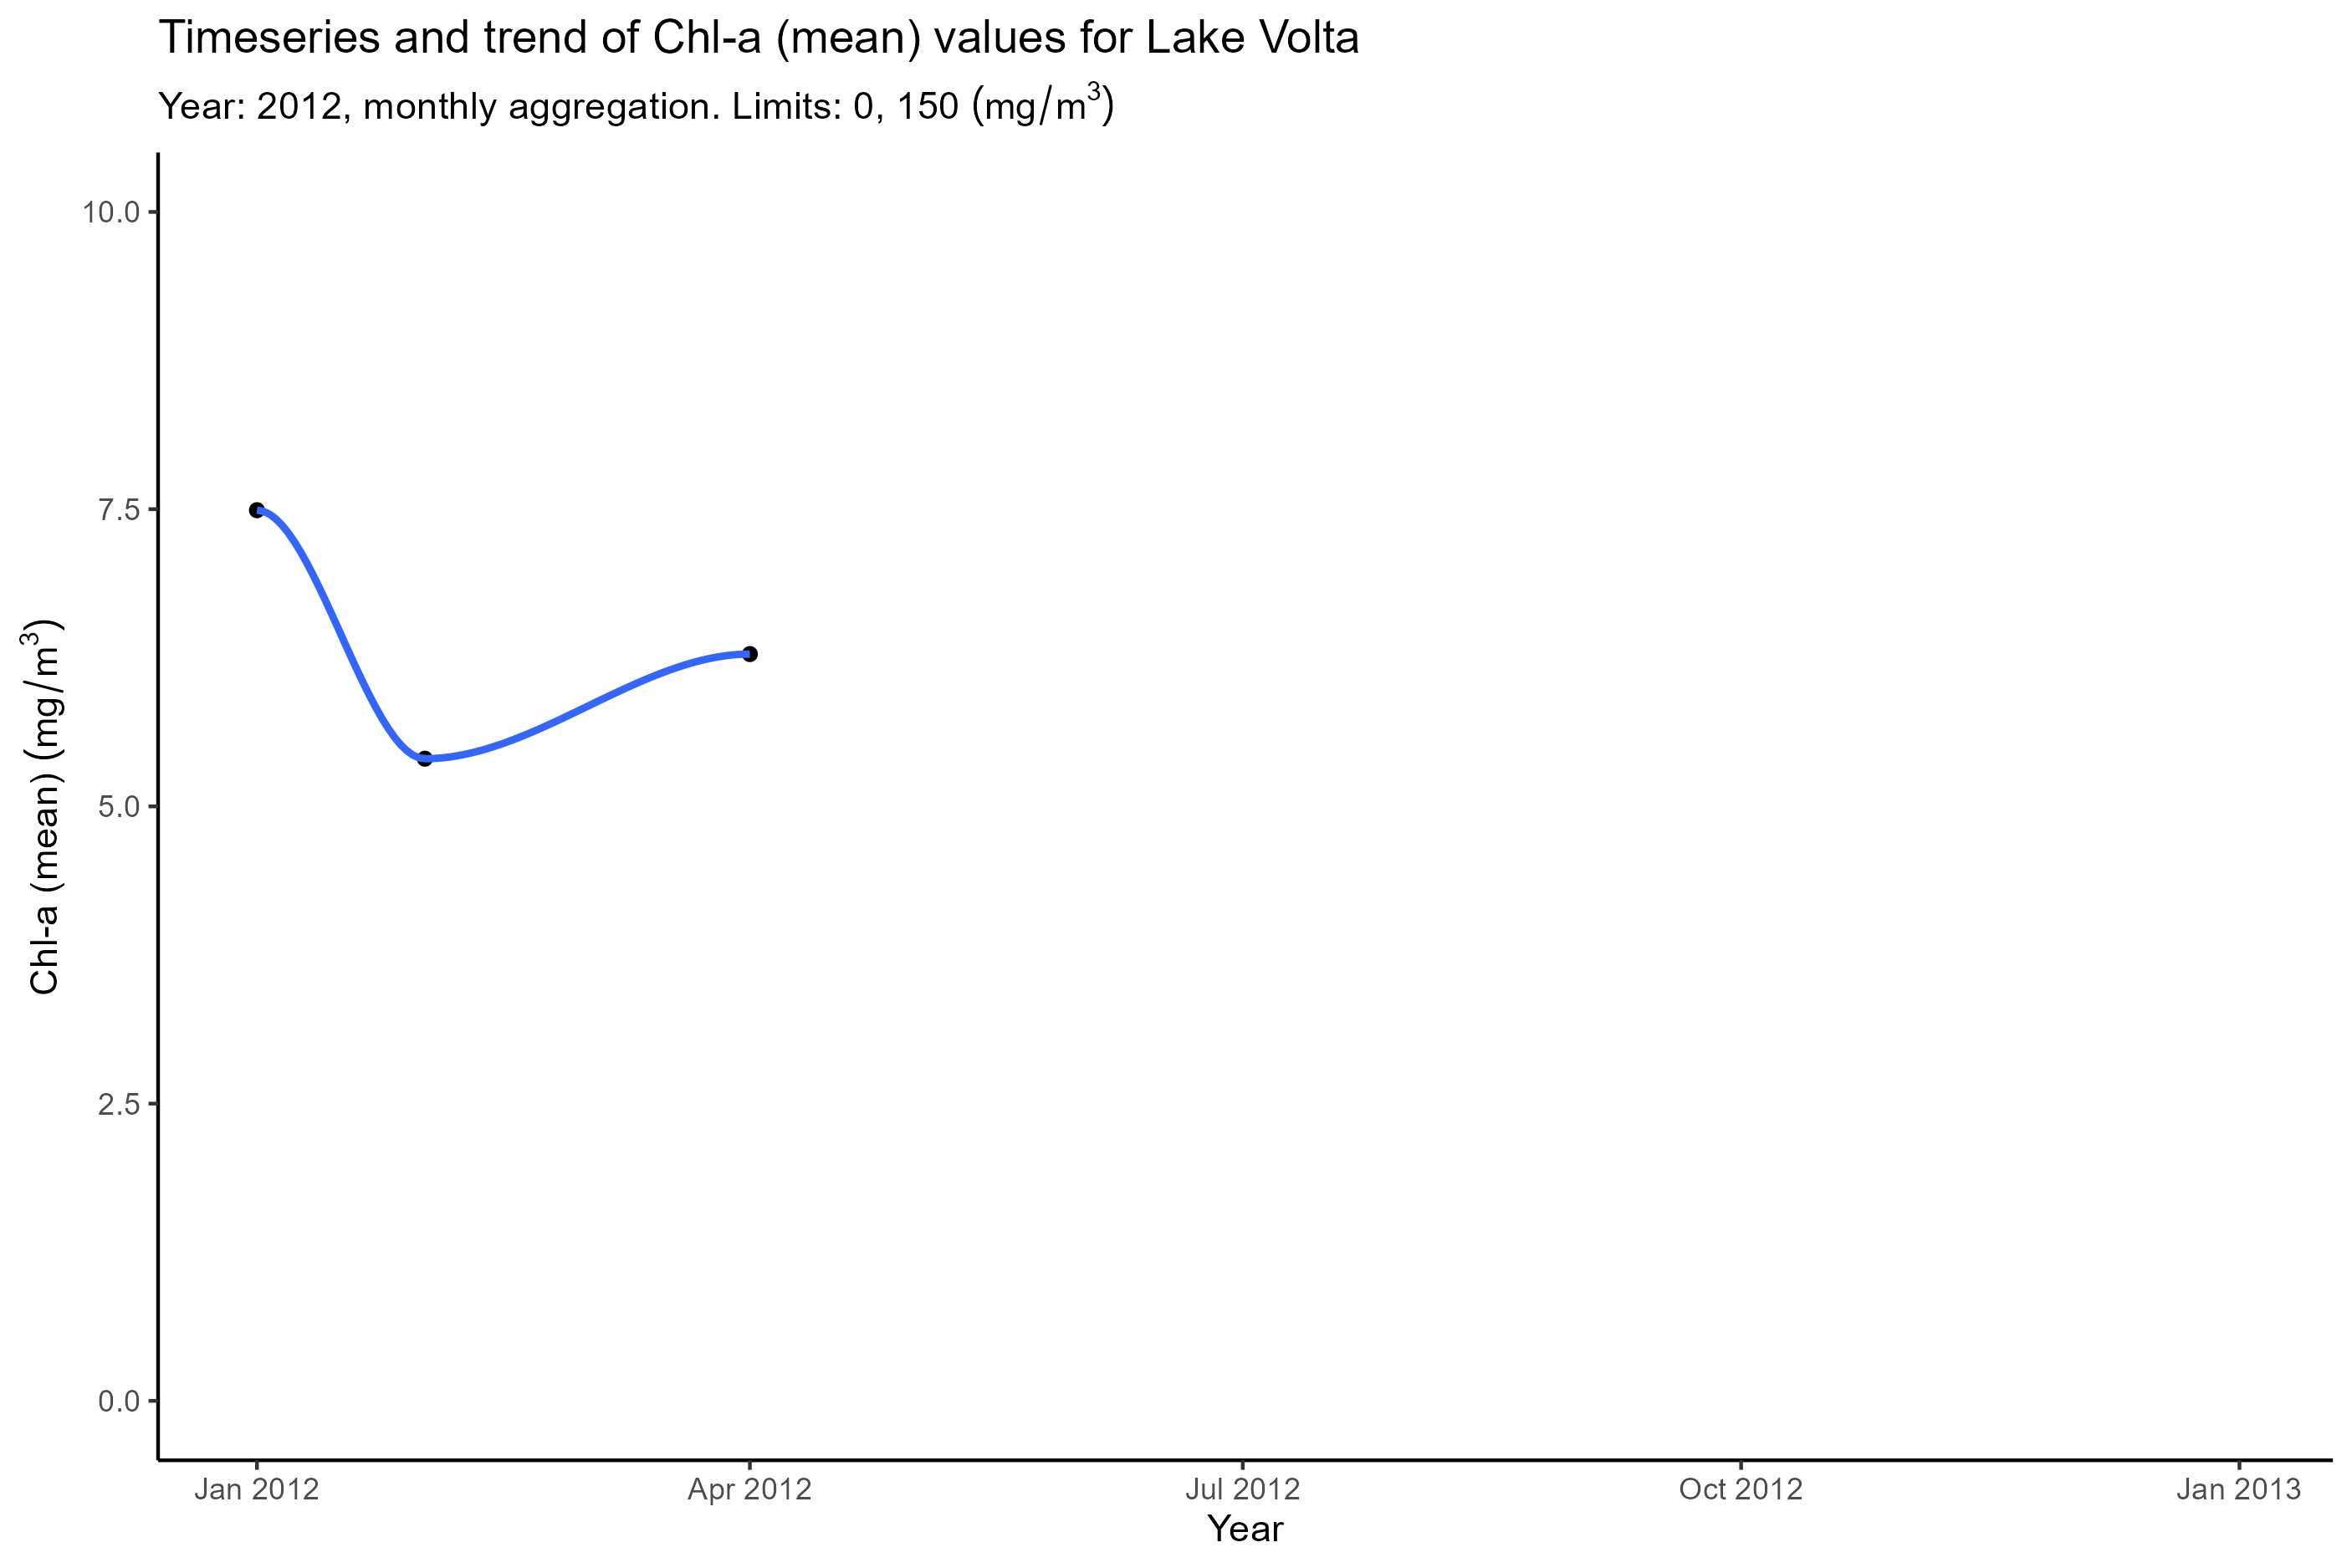 Timeseries and trend of Chl-a (mean) values for Lake Volta
Year: 2012, monthly aggregation. Limits: 0, 150 (mg/m³)
Chl-a (mean) (mg/m³)
10.0
7.5
5.0
2.5
0.0
Jan 2012 Apr 2012 Jul 2012 Oct 2012 Jan 2013
Year